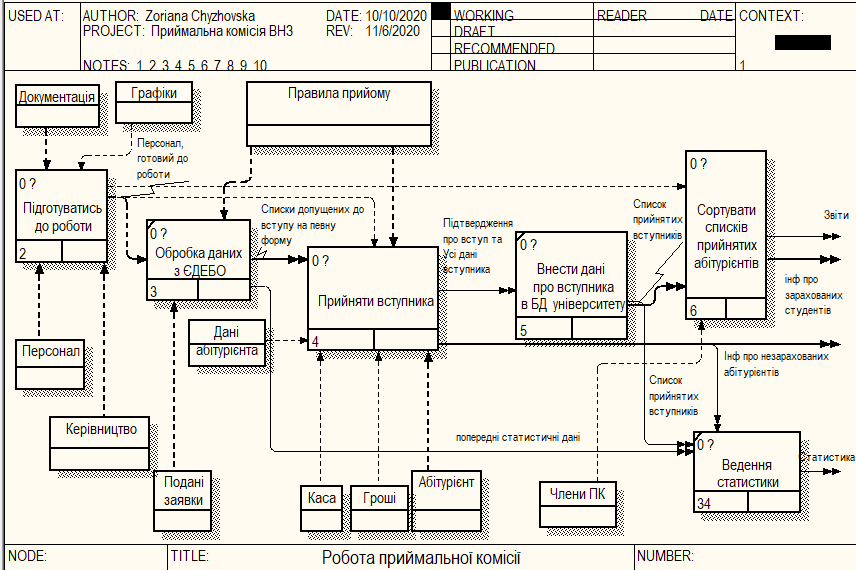 USED AT:
AUTHOR: Zoriana Chyzhovska
DATE: 10/10/2020
PROJECT: Приймальна комісія ВНЗ
REV: 11/6/2020
NOTES: 1 2 3 4 5 6 7 8 9 10
WORKING
DRAFT
RECOMMENDED
PUBLICATION
READER
DATE
CONTEXT:
1
Документація
Графіки
Правила прийому
Персонал,
готовий до
роботи
0 ?
Підготуватись
до роботи
2
0 ?
Обробка даних
з ЄДЕБО
3
Списки допущених до
вступу на певну
форму
0 ?
Прийняти вступника
4
Підтвердження
про вступ та
Усі дані
вступника
0 ?
Внести дані
про вступника
в БД університету
5
Список
прийнятих
вступників
0 ?
Сортувати
списків
прийнятих
абітурієнтів
6
Звіти
інф про
зарахованих
студентів
Персонал
Дані
абітурієнта
Інф про незарахованих
абітурієнтів
Список
прийнятих
вступників
Керівництво
попередні статистичні дані
0 ?
Ведення
статистики
34
Статистика
Подані
заявки
Каса
Гроші
Абітурієнт
Члени ПК
NODE:
TITLE:
Робота приймальної комісії
NUMBER: